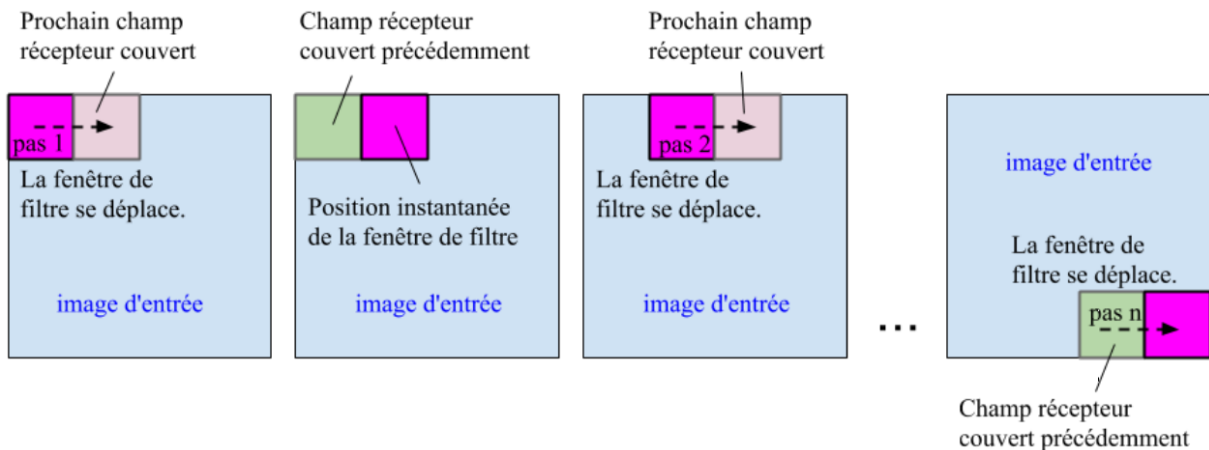 Prochain champ
récepteur couvert
Champ récepteur
couvert précédemment
Prochain champ
récepteur couvert
pas 1
La fenêtre de
filtre se déplace.
image d'entrée
Position instantanée
de la fenêtre de filtre
image d'entrée
pas 2
La fenêtre de
filtre se déplace.
image d'entrée
...
image d'entrée
La fenêtre de
filtre se déplace.
pas n
Champ récepteur
couvert précédemment